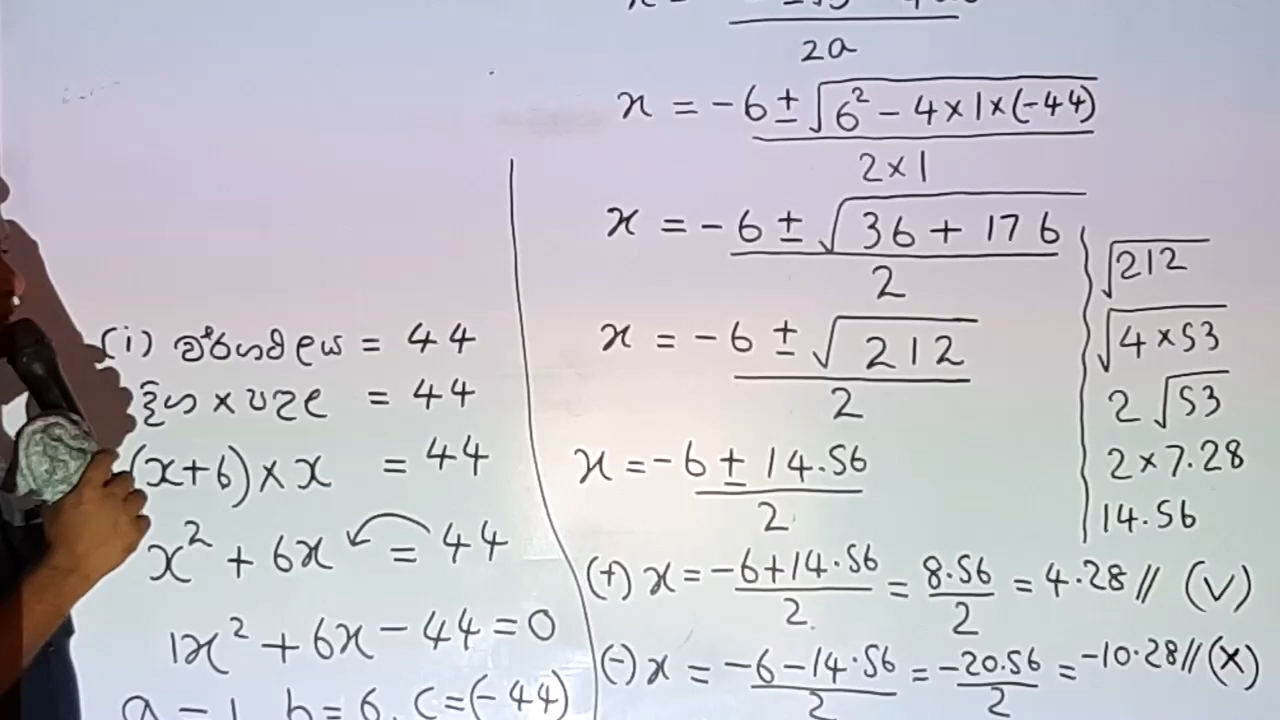 (i) වර්ගඵලය = 44
දිග × පළල = 44
(x+6) × x = 44
x² + 6x = 44
1x² + 6x − 44 = 0
a = 1, b = 6, c = (−44)
2a
x = −6 ± √6² − 4×1×(−44)
2×1
x = −6 ± √36 + 176
2
x = −6 ± √212
2
x = −6 ± 14.56
2
(+) x = −6+14.56/2 = 8.56/2 = 4.28// (√)
(−) x = −6−14.56/2 = −20.56/2 = −10.28// (×)
√212
√4×53
2√53
2×7.28
14.56